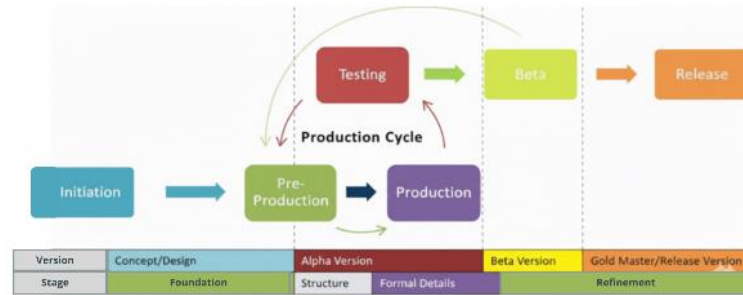 Testing
Beta
Release
Production Cycle
Initiation
Pre-
Production
Production
Version
Concept/Design
Alpha Version
Beta Version
Gold Master/Release Version
Stage
Foundation
Structure
Formal Details
Refinement